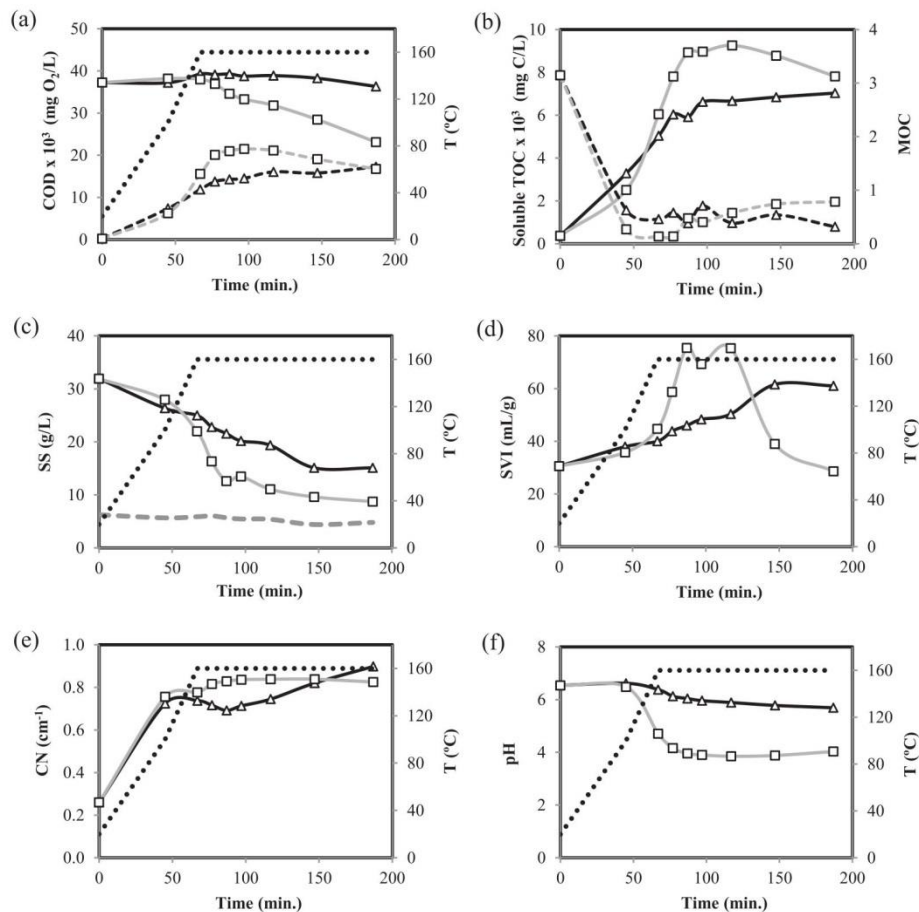 (a)
50
40
30
20
10
0
COD x 10³ (mg O₂/L)
160
120
80
40
0
T (ºC)
0 50 100 150 200
Time (min.)
(b)
10
8
6
4
2
0
Soluble TOC x 10³ (mg C/L)
4
3
2
1
0
MOC
0 50 100 150 200
Time (min.)
(c)
40
30
20
10
0
SS (g/L)
160
120
80
40
0
T (ºC)
0 50 100 150 200
Time (min.)
(d)
80
60
40
20
0
SVI (mL/g)
160
120
80
40
0
T (ºC)
0 50 100 150 200
Time (min.)
(e)
1.0
0.8
0.6
0.4
0.2
0.0
CN (cm⁻¹)
160
120
80
40
0
T (ºC)
0 50 100 150 200
Time (min.)
(f)
8
6
4
2
0
pH
160
120
80
40
0
T (ºC)
0 50 100 150 200
Time (min.)